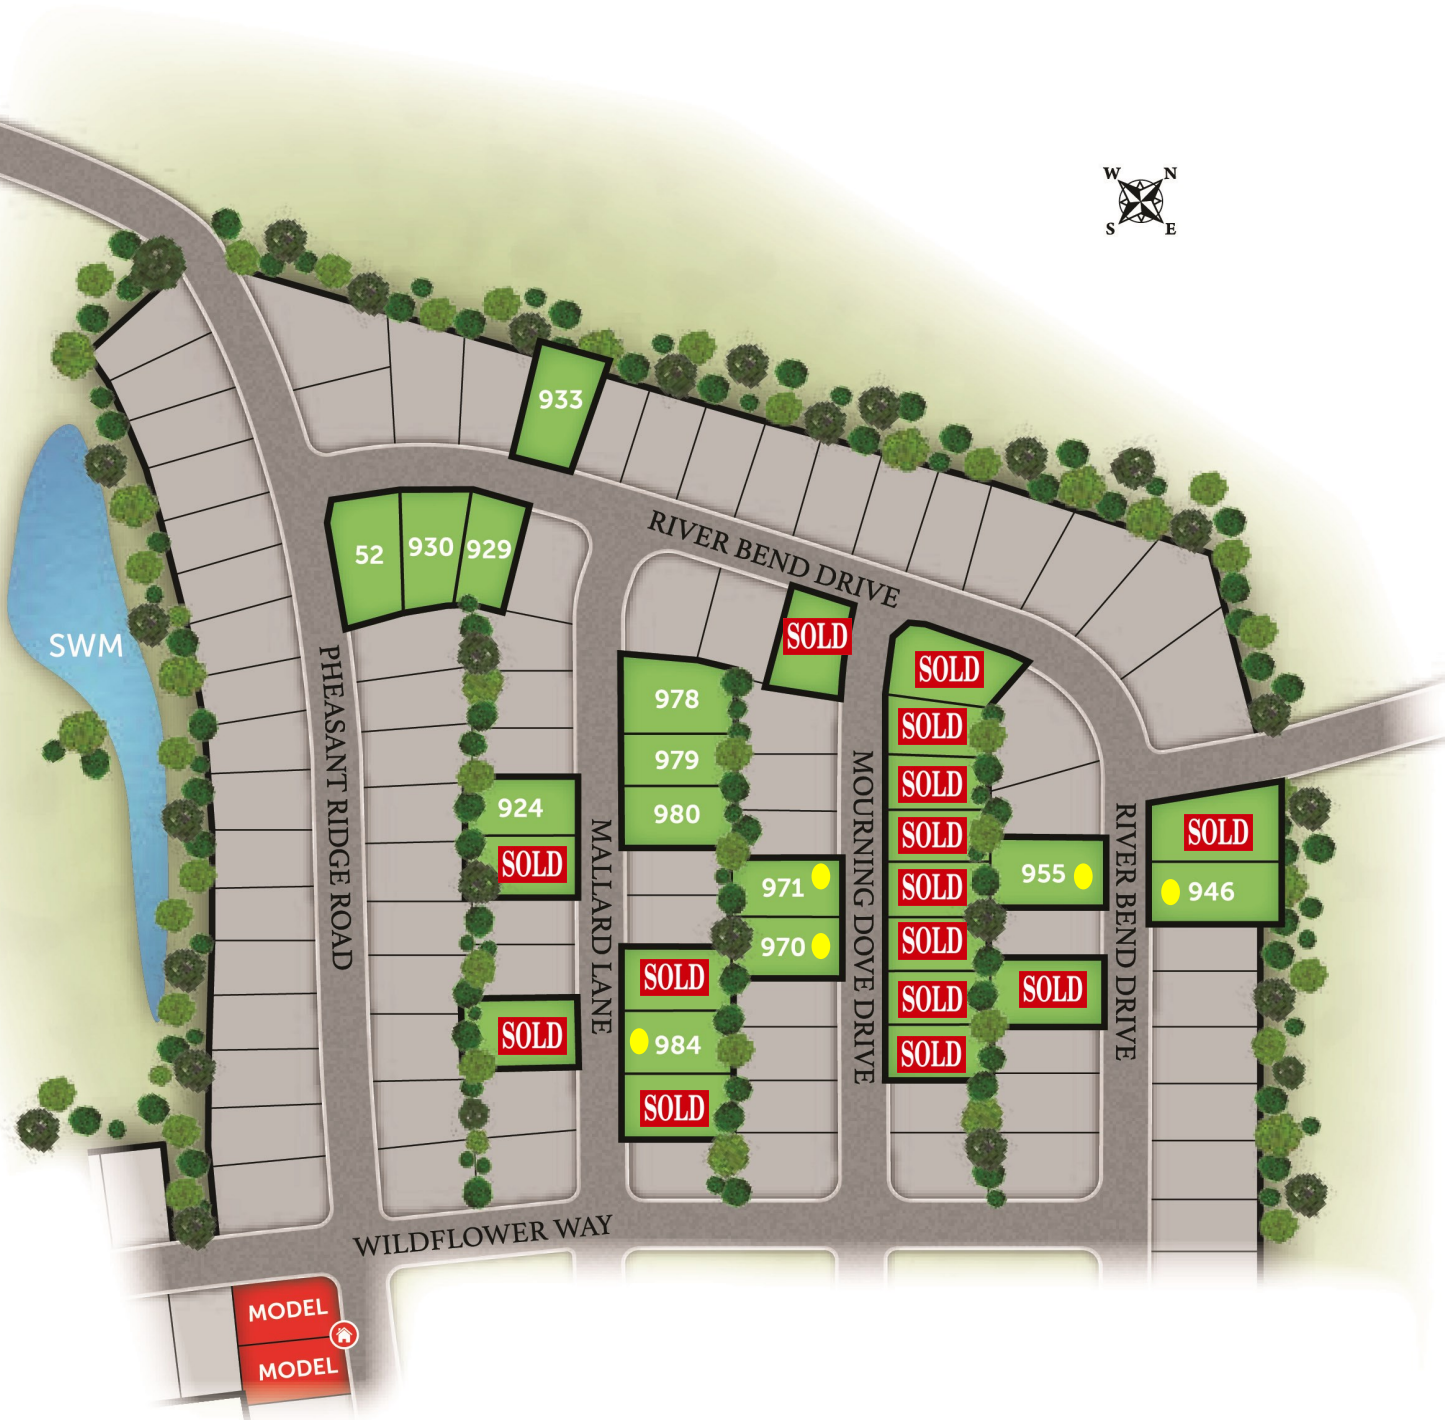 W N
S E
933
RIVER BEND DRIVE
52
930
929
SWM
PHEASANT RIDGE ROAD
924
SOLD
SOLD
MALLARD LANE
978
979
980
SOLD
984
SOLD
SOLD
971
970
MOURNING DOVE DRIVE
SOLD
SOLD
SOLD
SOLD
SOLD
SOLD
SOLD
SOLD
955
SOLD
RIVER BEND DRIVE
SOLD
946
WILDFLOWER WAY
MODEL
MODEL